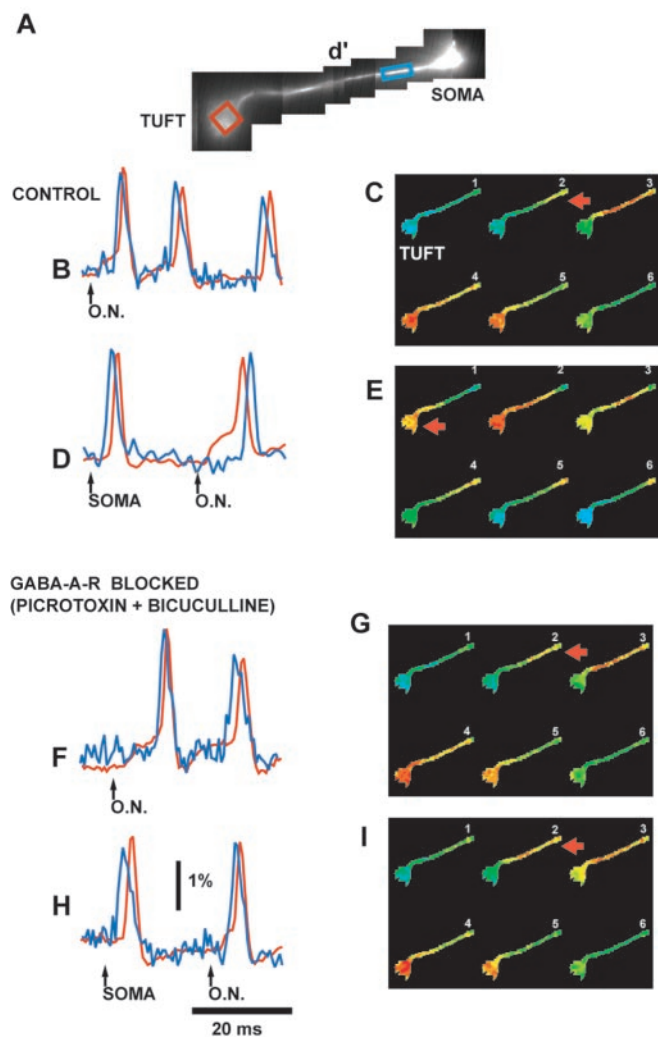 A
d'
TUFT
SOMA
CONTROL
B
O.N.
C
1
2
3
TUFT
4
5
6
D
SOMA
O.N.
E
1
2
3
4
5
6
GABA-A-R BLOCKED
(PICROTOXIN + BICUCULLINE)
F
O.N.
G
1
2
3
4
5
6
H
1%
SOMA
O.N.
20 ms
I
1
2
3
4
5
6